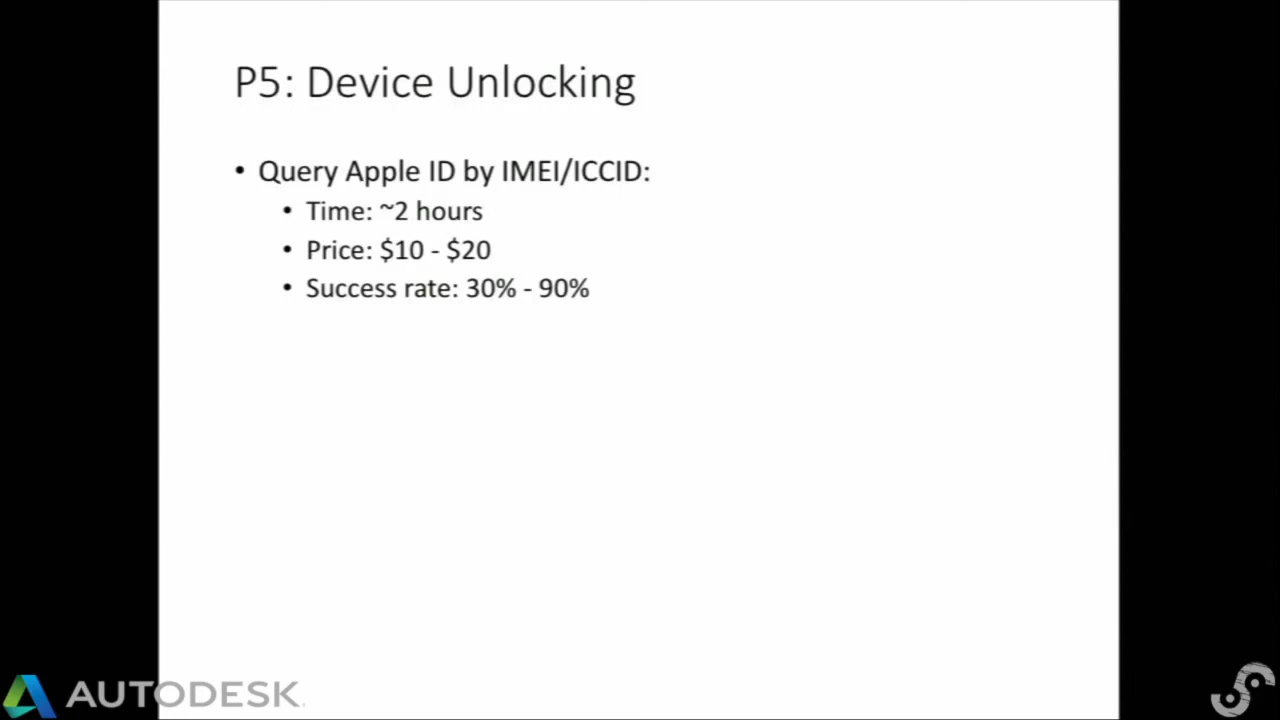 P5: Device Unlocking
• Query Apple ID by IMEI/ICCID:
• Time: ~2 hours
• Price: $10 - $20
• Success rate: 30% - 90%
AUTODESK.